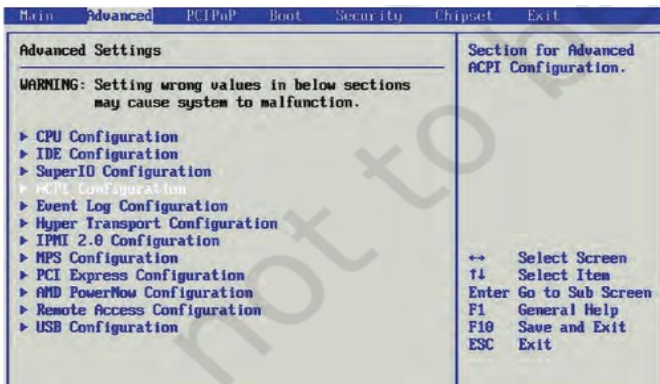 Main Advanced PCIPnP Boot Security Chipset Exit
Advanced Settings
WARNING: Setting wrong values in below sections
may cause system to malfunction.
▶ CPU Configuration
▶ IDE Configuration
▶ SuperIO Configuration
▶ ACPI Configuration
▶ Event Log Configuration
▶ Hyper Transport Configuration
▶ IPMI 2.0 Configuration
▶ MPS Configuration
▶ PCI Express Configuration
▶ AMD PowerNow Configuration
▶ Remote Access Configuration
▶ USB Configuration
Section for Advanced
ACPI Configuration.
↔ Select Screen
↑↓ Select Item
Enter Go to Sub Screen
F1 General Help
F10 Save and Exit
ESC Exit
not to be